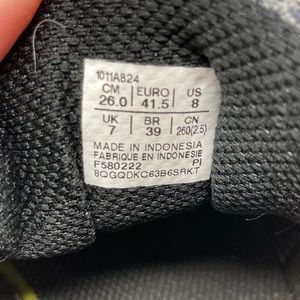 1011A824
CM EURO US
26.0 41.5 8
UK BR CN
7 39 260(2.5)
MADE IN INDONESIA
FABRIQUE EN INDONESIE
F580222 PI
8QGQDKC63B6SRKT